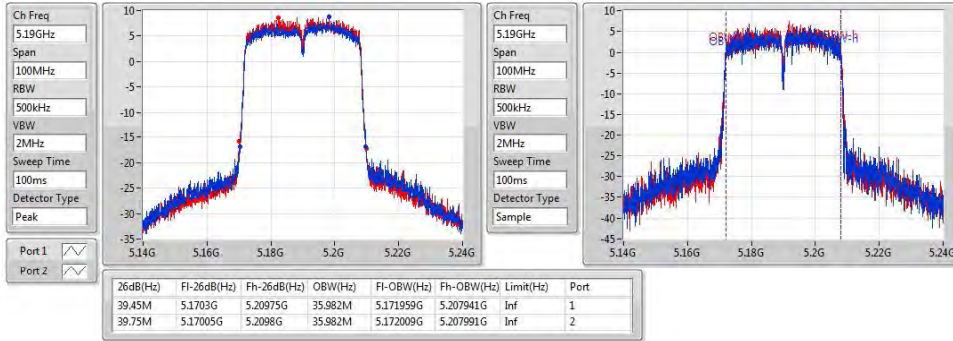 Ch Freq
5.19GHz
Span
100MHz
RBW
500kHz
VBW
2MHz
Sweep Time
100ms
Detector Type
Peak
Port 1
Port 2
10
5
0
-5
-10
-15
-20
-25
-30
-35
5.14G 5.16G 5.18G 5.2G 5.22G 5.24G
Ch Freq
5.19GHz
Span
100MHz
RBW
500kHz
VBW
2MHz
Sweep Time
100ms
Detector Type
Sample
10
5
0
-5
-10
-15
-20
-25
-30
-35
-40
-45
5.14G 5.16G 5.18G 5.2G 5.22G 5.24G
26dB(Hz) Fl-26dB(Hz) Fh-26dB(Hz) OBW(Hz) Fl-OBW(Hz) Fh-OBW(Hz) Limit(Hz) Port
39.45M 5.1703G 5.20975G 35.982M 5.171959G 5.207941G Inf 1
39.75M 5.17005G 5.2098G 35.982M 5.172009G 5.207991G Inf 2